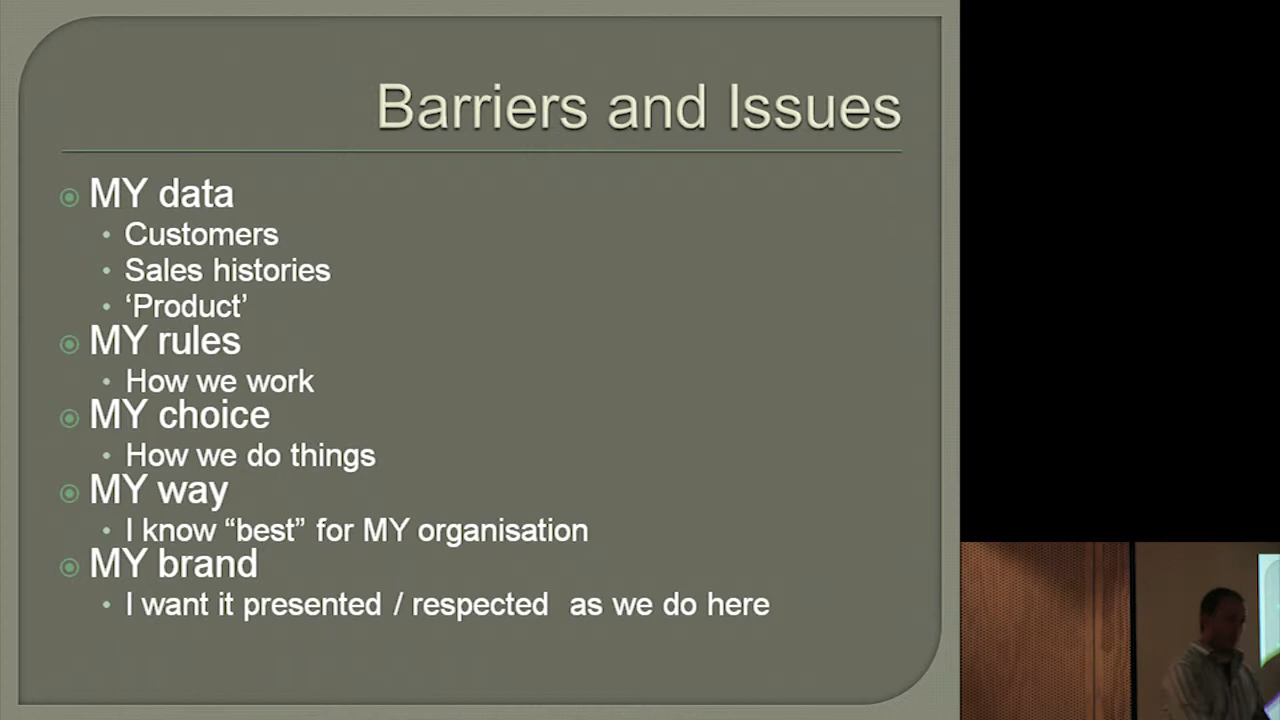 Barriers and Issues
MY data
Customers
Sales histories
‘Product’
MY rules
How we work
MY choice
How we do things
MY way
I know “best” for MY organisation
MY brand
I want it presented / respected as we do here